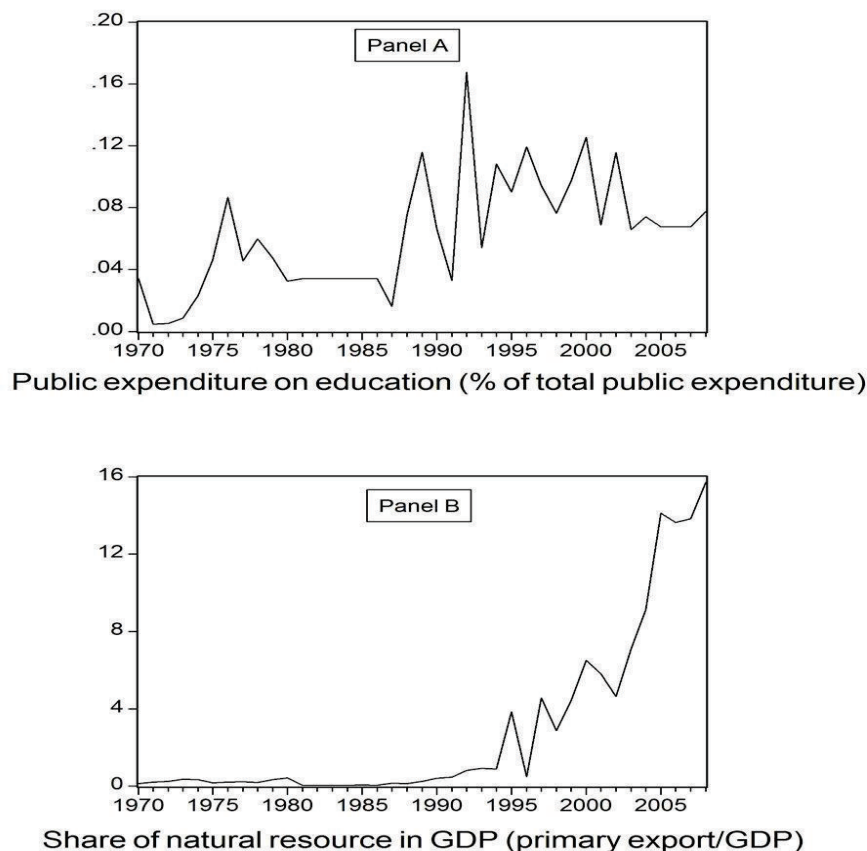 .20
Panel A
.16
.12
.08
.04
.00
1970 1975 1980 1985 1990 1995 2000 2005
Public expenditure on education (% of total public expenditure)
16
Panel B
12
8
4
0
1970 1975 1980 1985 1990 1995 2000 2005
Share of natural resource in GDP (primary export/GDP)